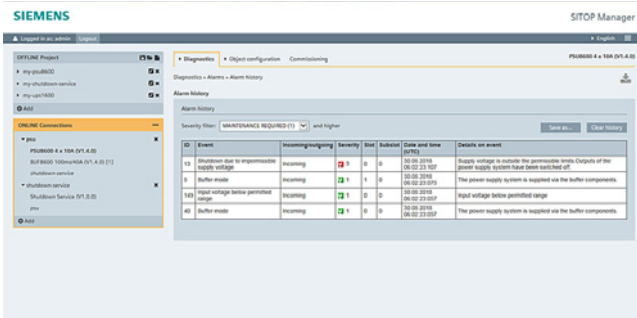 SIEMENS
SITOP Manager
Logged in as: admin Logout
English
OFFLINE Project
my-psu8600
my-shutdown-service
my-ups1600
Add
ONLINE Connections
psu
PSU8600 4 x 10A (V1.4.0)
BUF8600 100ms/40A (V1.4.0) [1]
shutdown service
shutdown service
Shutdown Service (V1.0.0)
psu
Add
Diagnostics Object configuration Commissioning
PSU8600 4 x 10A (V1.4.0)
Diagnostics » Alarms » Alarm history
Alarm history
Alarm history
Severity filter: MAINTENANCE REQUIRED (1) and higher
Save as... Clear history
ID Event Incoming/outgoing Severity Slot Subslot Date and time (UTC) Details on event
13 Shutdown due to impermissible supply voltage Incoming 3 0 0 30.08.2018 06:02:23:107 Supply voltage is outside the permissible limits.Outputs of the power supply system have been switched off.
5 Buffer mode Incoming 1 1 0 30.08.2018 06:02:23:073 The power supply system is supplied via the buffer components.
149 Input voltage below permitted range Incoming 1 0 0 30.08.2018 06:02:23:057 Input voltage below permitted range
40 Buffer mode Incoming 1 0 0 30.08.2018 06:02:23:057 The power supply system is supplied via the buffer components.